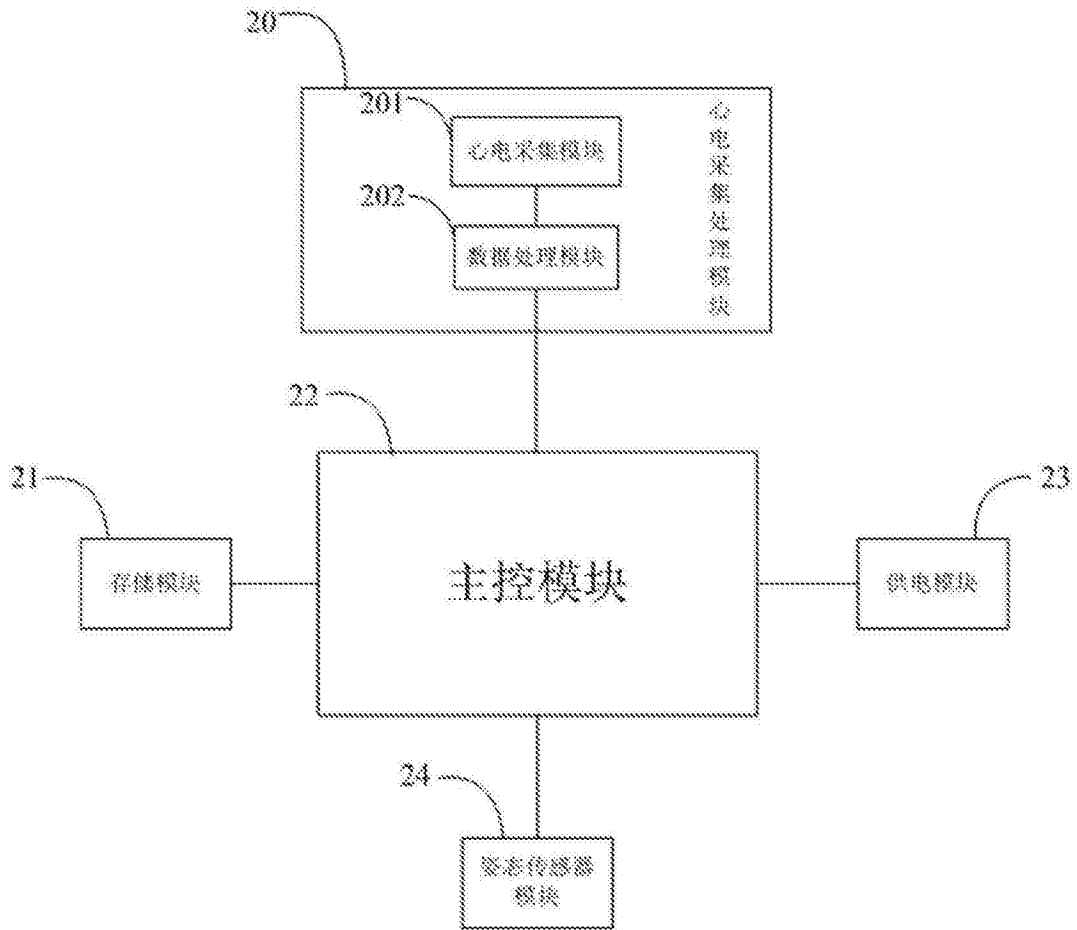 20
201
心电采集模块
202
数据处理模块
心电采集处理模块
22
主控模块
21
存储模块
23
供电模块
24
姿态传感器
模块